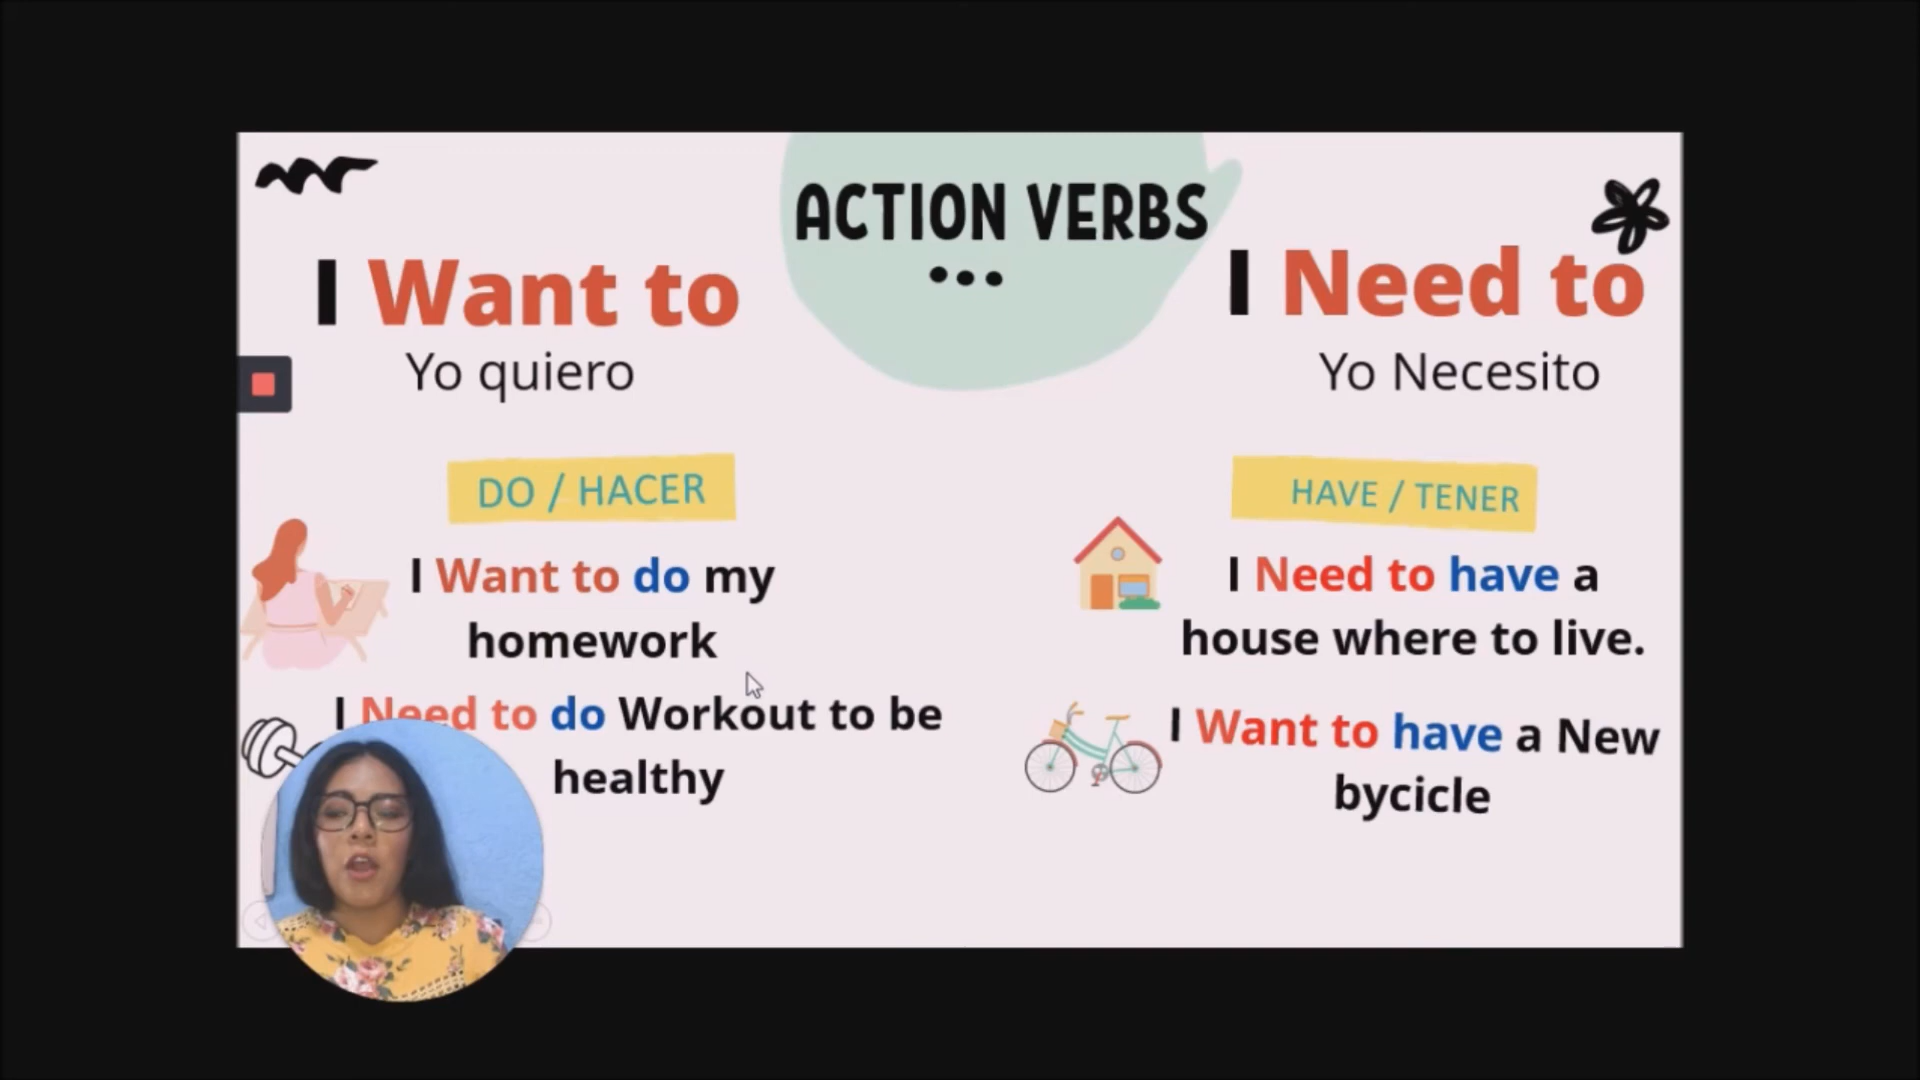 ACTION VERBS
I Want to
Yo quiero
DO / HACER
I Want to do my
homework
I Need to do Workout to be
healthy
I Need to
Yo Necesito
HAVE / TENER
I Need to have a
house where to live.
I Want to have a New
bycicle